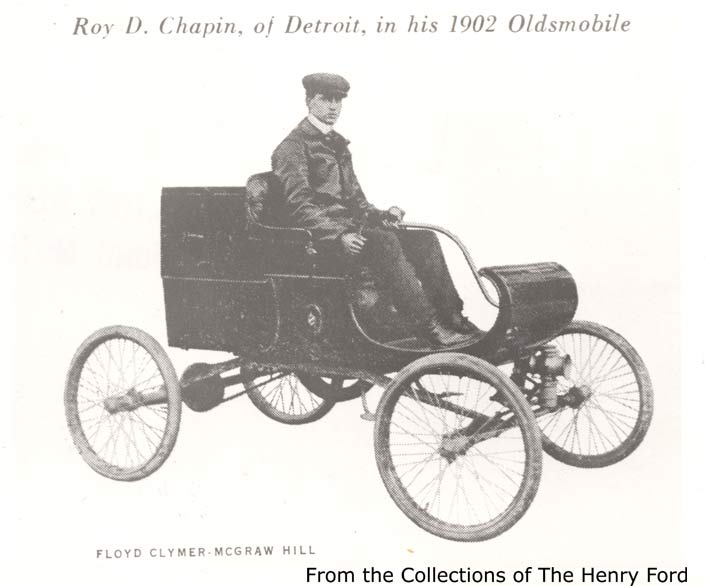 Roy D. Chapin, of Detroit, in his 1902 Oldsmobile
FLOYD CLYMER-MCGRAW HILL
From the Collections of The Henry Ford